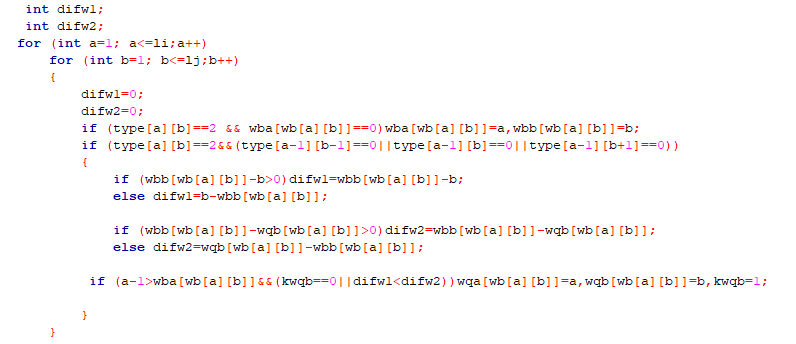 int difw1;
int difw2;
for (int a=1; a<=li;a++)
for (int b=1; b<=lj;b++)
{
difw1=0;
difw2=0;
if (type[a][b]==2 && wba[wb[a][b]]==0)wba[wb[a][b]]=a,wbb[wb[a][b]]=b;
if (type[a][b]==2&&(type[a-1][b-1]==0||type[a-1][b]==0||type[a-1][b+1]==0))
{
if (wbb[wb[a][b]]-b>0)difw1=wbb[wb[a][b]]-b;
else difw1=b-wbb[wb[a][b]];
if (wbb[wb[a][b]]-wqb[wb[a][b]]>0)difw2=wbb[wb[a][b]]-wqb[wb[a][b]];
else difw2=wqb[wb[a][b]]-wbb[wb[a][b]];
if (a-1>wba[wb[a][b]]&&(kwqb==0||difw1<difw2))wqa[wb[a][b]]=a,wqb[wb[a][b]]=b,kwqb=1;
}
}